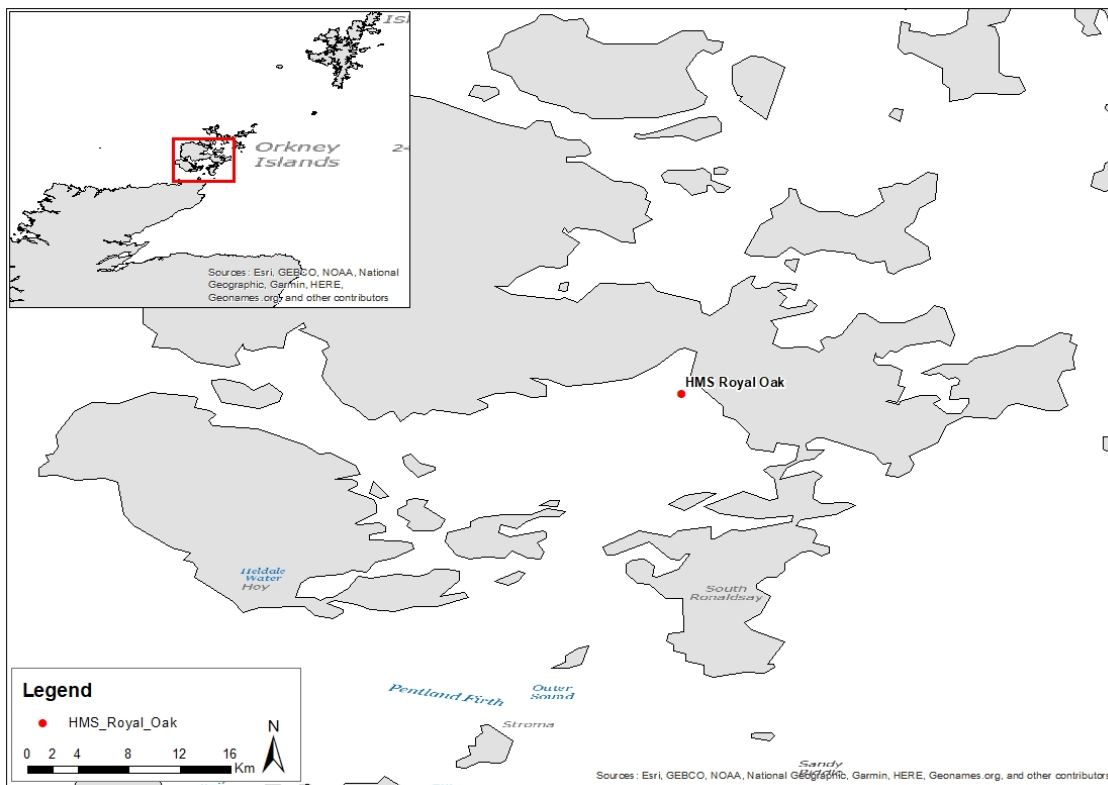 Orkney
Islands
Sources: Esri, GEBCO, NOAA, National
Geographic, Garmin, HERE,
Geonames.org, and other contributors
HMS Royal Oak
Heldale
Water
Hoy
South
Ronaldsay
Pentland Firth
Outer
Sound
Stroma
Sandy
Legend
HMS_Royal_Oak
N
0 2 4 8 12 16
Km
Sources: Esri, GEBCO, NOAA, National Geographic, Garmin, HERE, Geonames.org, and other contributors